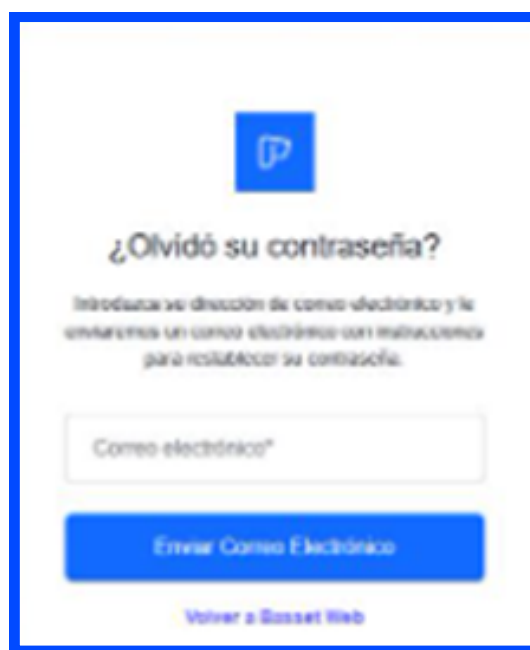 ¿Olvidó su contraseña?
Introduzca su dirección de correo electrónico y le
enviaremos un correo electrónico con instrucciones
para restablecer su contraseña.
Correo electrónico*
Enviar Correo Electrónico
Volver a Basset Web